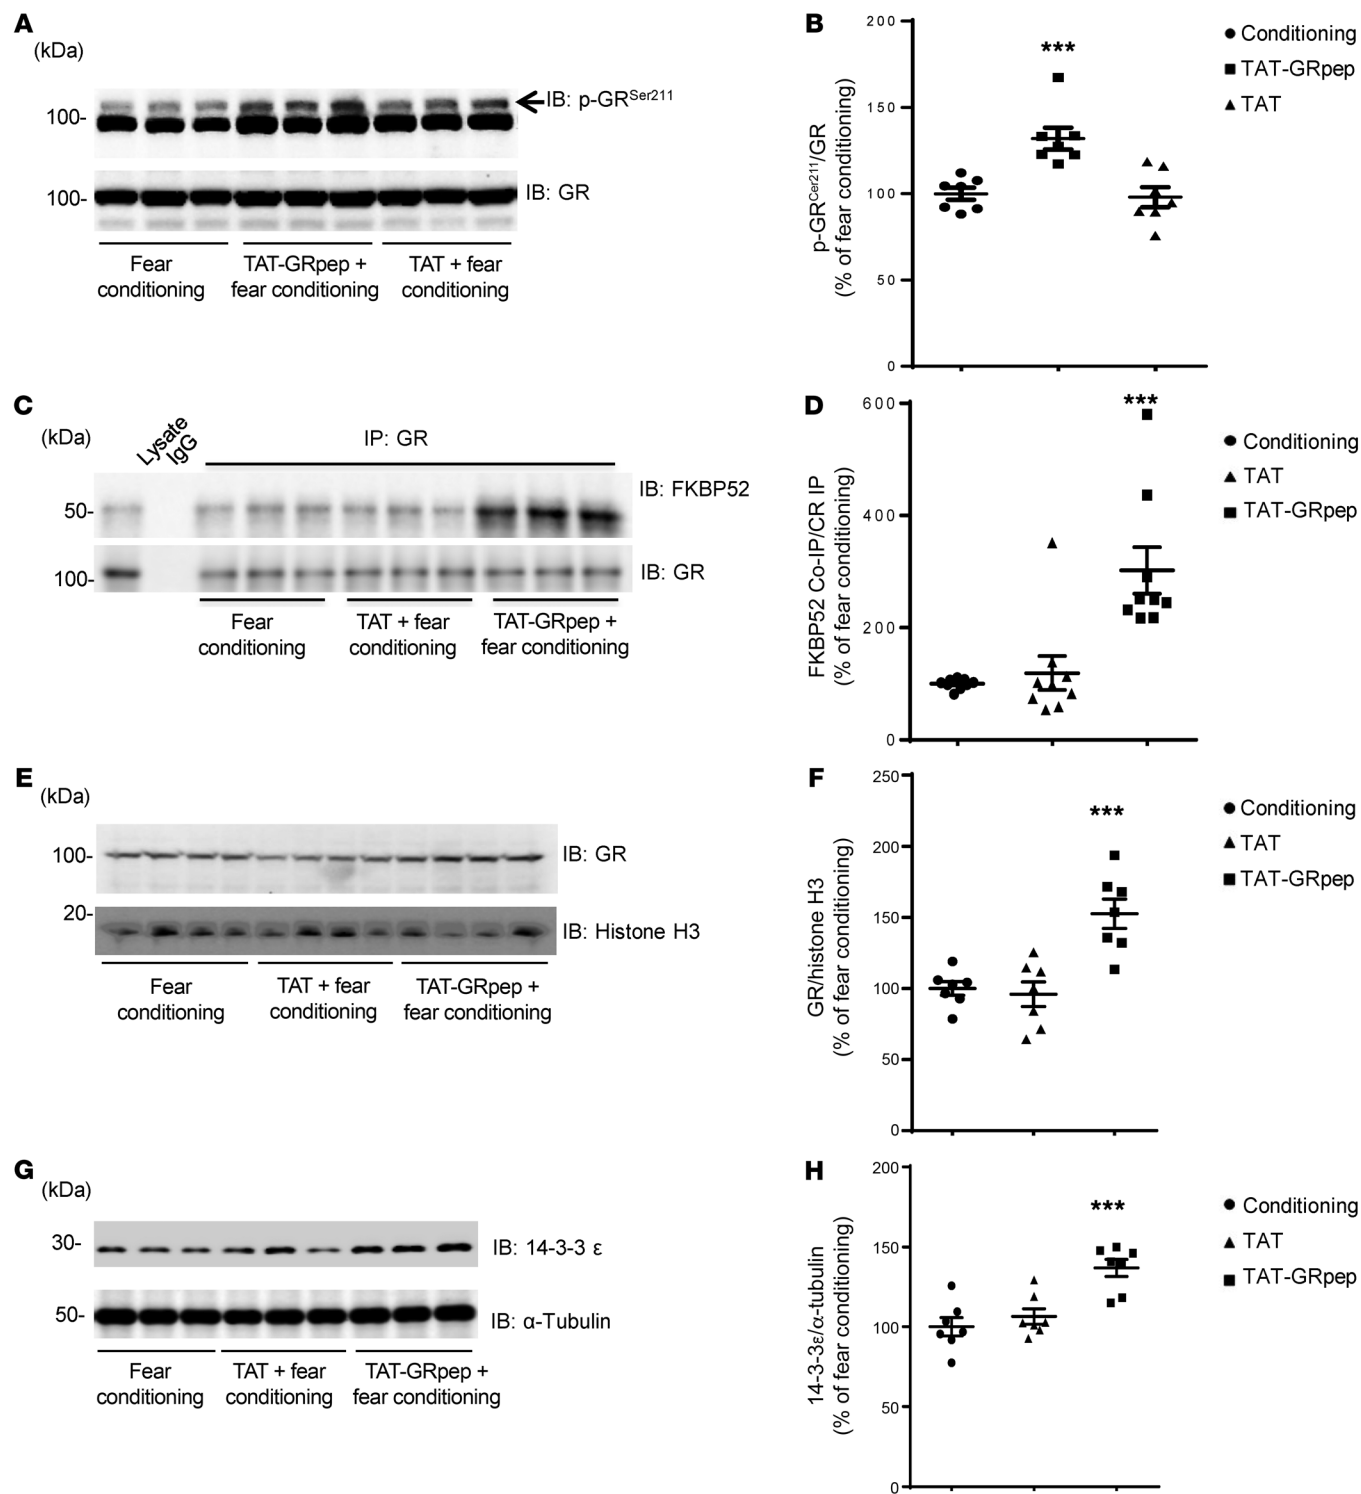 A
(kDa)
100-
IB: p-GRSer211
100-
IB: GR
Fear
conditioning
TAT-GRpep +
fear conditioning
TAT + fear
conditioning
B
p-GRCer211/GR
(% of fear conditioning)
200
150
100
50
0
***
Conditioning
TAT-GRpep
TAT
C
(kDa)
Lysate
IgG
IP: GR
50-
IB: FKBP52
100-
IB: GR
Fear
conditioning
TAT + fear
conditioning
TAT-GRpep +
fear conditioning
D
FKBP52 Co-IP/CR IP
(% of fear conditioning)
600
400
200
0
***
Conditioning
TAT
TAT-GRpep
E
(kDa)
100-
IB: GR
20-
IB: Histone H3
Fear
conditioning
TAT + fear
conditioning
TAT-GRpep +
fear conditioning
F
GR/histone H3
(% of fear conditioning)
250
200
150
100
50
0
***
Conditioning
TAT
TAT-GRpep
G
(kDa)
30-
IB: 14-3-3 ε
50-
IB: α-Tubulin
Fear
conditioning
TAT + fear
conditioning
TAT-GRpep +
fear conditioning
H
14-3-3ε/α-tubulin
(% of fear conditioning)
200
150
100
50
0
***
Conditioning
TAT
TAT-GRpep